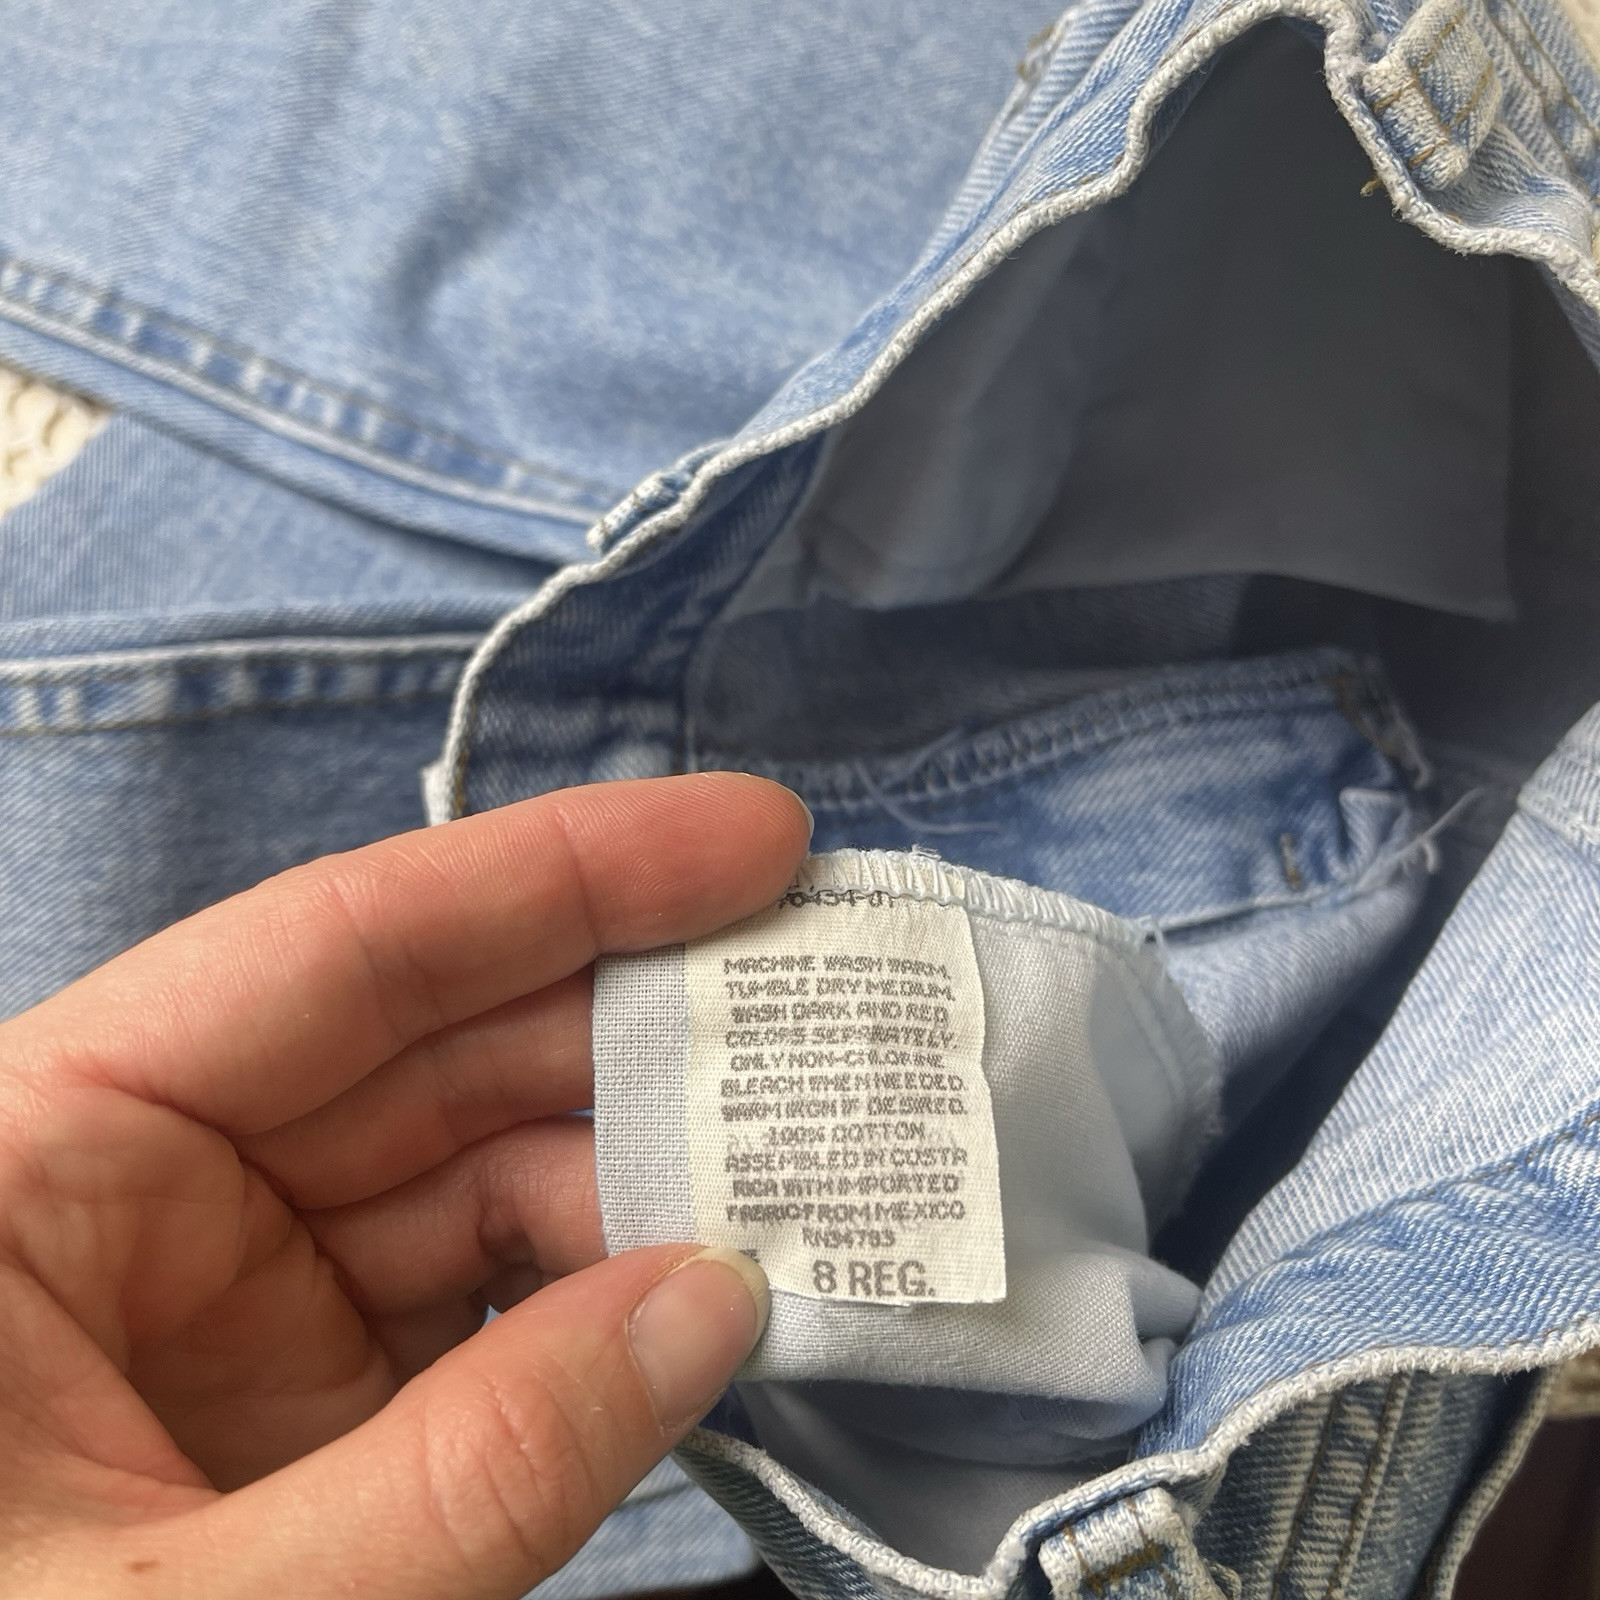 MACHINE WASH WARM.
TUMBLE DRY MEDIUM.
WASH DARK AND RED
COLORS SEPARATELY.
ONLY NON-CHLORINE
BLEACH WHEN NEEDED.
WARM IRON IF DESIRED.
100% COTTON
ASSEMBLED IN COSTA
RICA WITH IMPORTED
FABRIC FROM MEXICO
RN94783
8 REG.